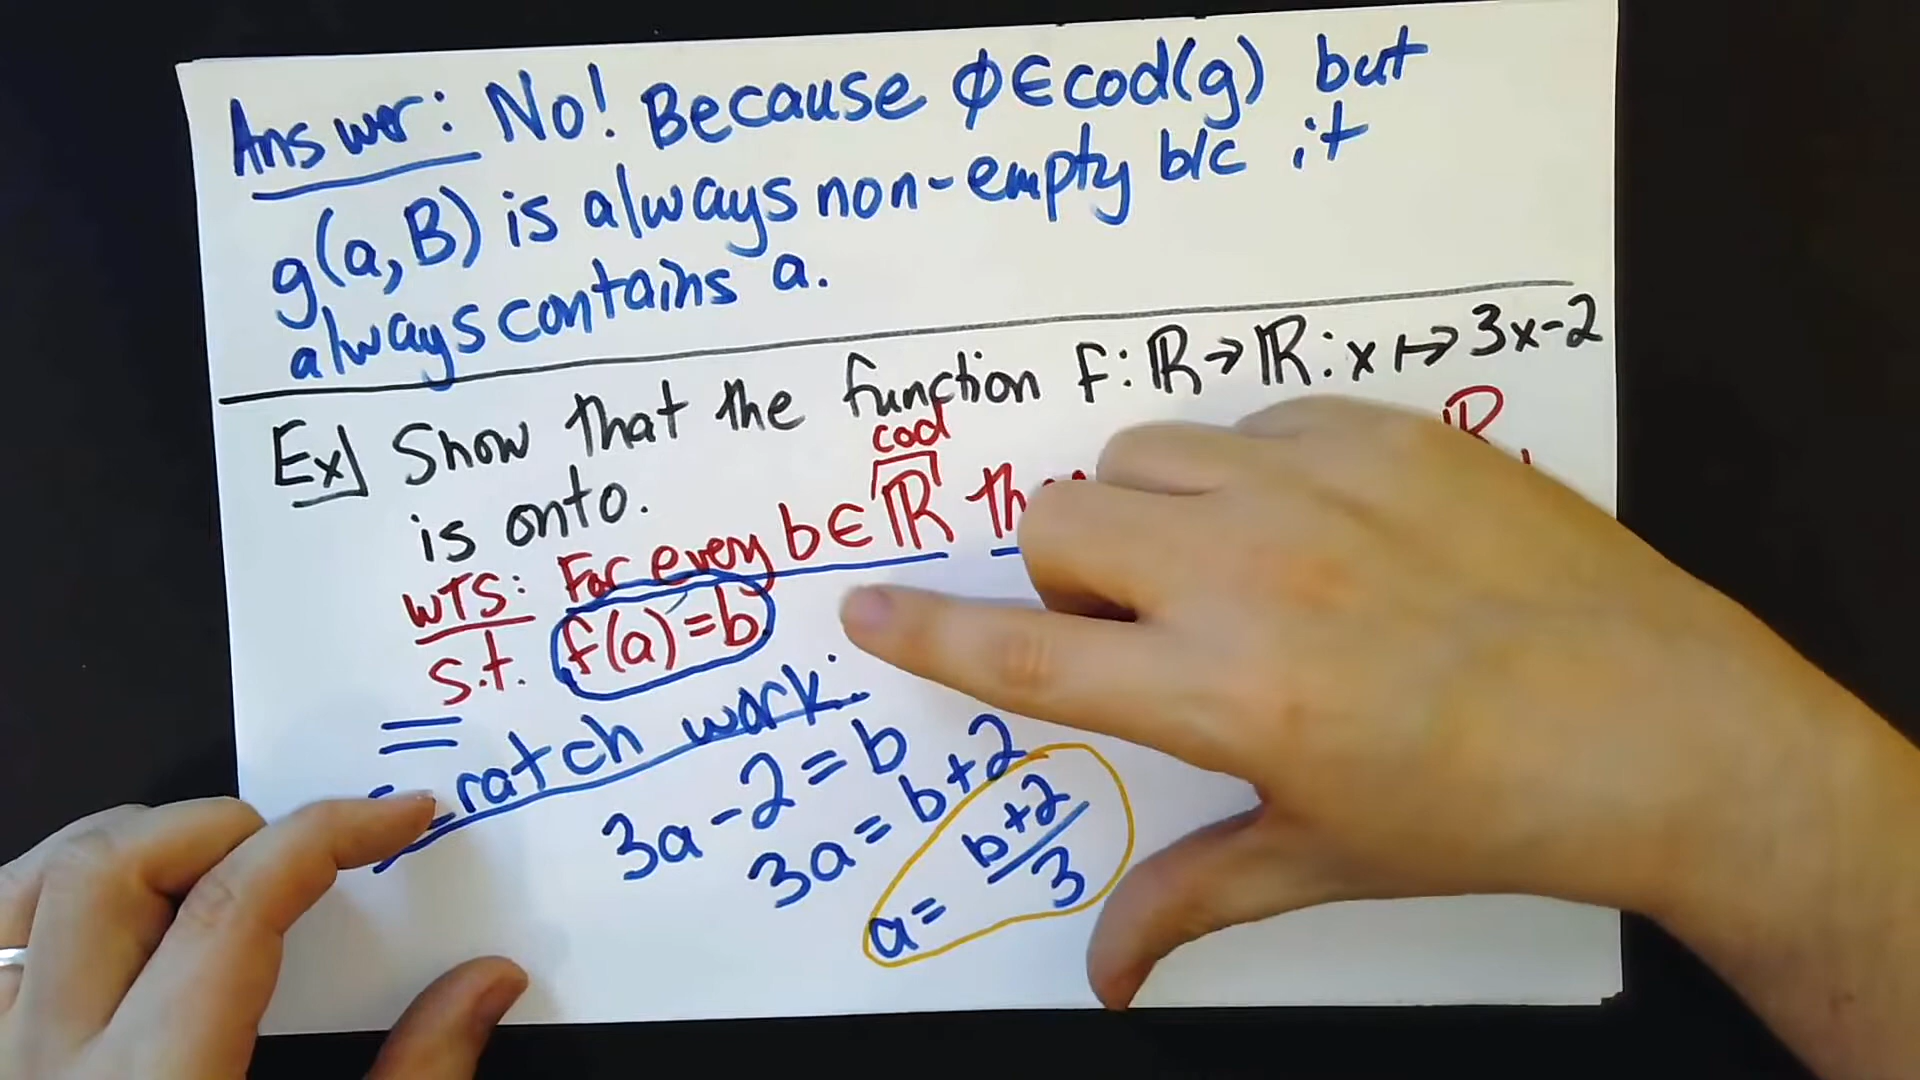 Answer: No! Because ∅∈cod(g) but
g(a,B) is always non-empty b/c it
always contains a.
Ex] Show that the function f:ℝ→ℝ:x↦3x-2
is onto.
cod
WTS: For every b∈ℝ ℝ
s.t. f(a)=b
work:
3a-2=b
3a=b+2
a=(b+2)/3